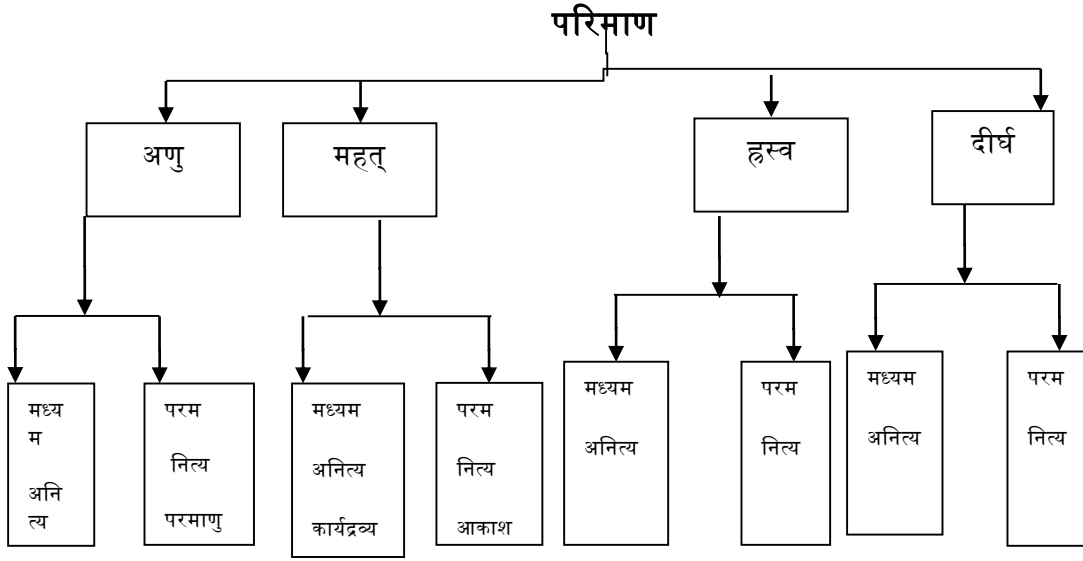 परिमाण
अणु
महत्
ह्रस्व
दीर्घ
मध्य
म
अनि
त्य
परम
नित्य
परमाणु
मध्यम
अनित्य
कार्यद्रव्य
परम
नित्य
आकाश
मध्यम
अनित्य
परम
नित्य
मध्यम
अनित्य
परम
नित्य